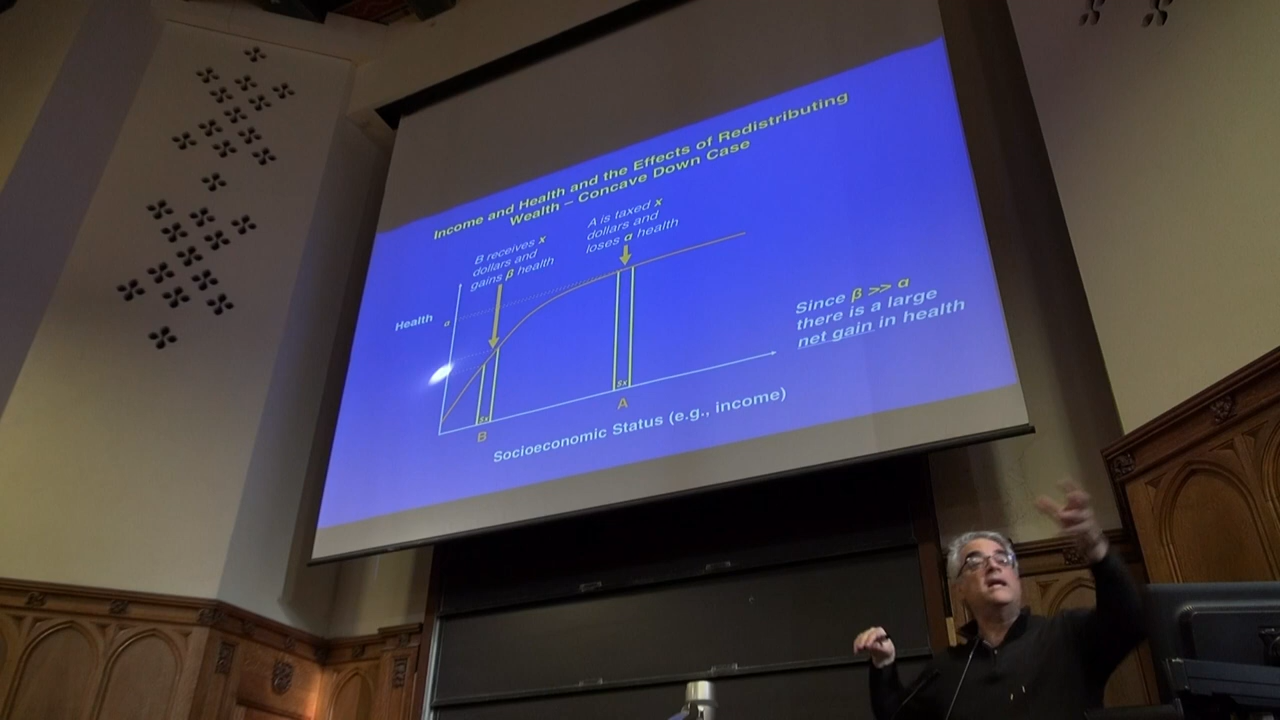 Income and Health and the Effects of Redistributing
Wealth – Concave Down Case
B receives x
dollars and
gains β health
A is taxed x
dollars and
loses α health
Health
α
Since β >> α
there is a large
net gain in health
$x
$x
B
A
Socioeconomic Status (e.g., income)